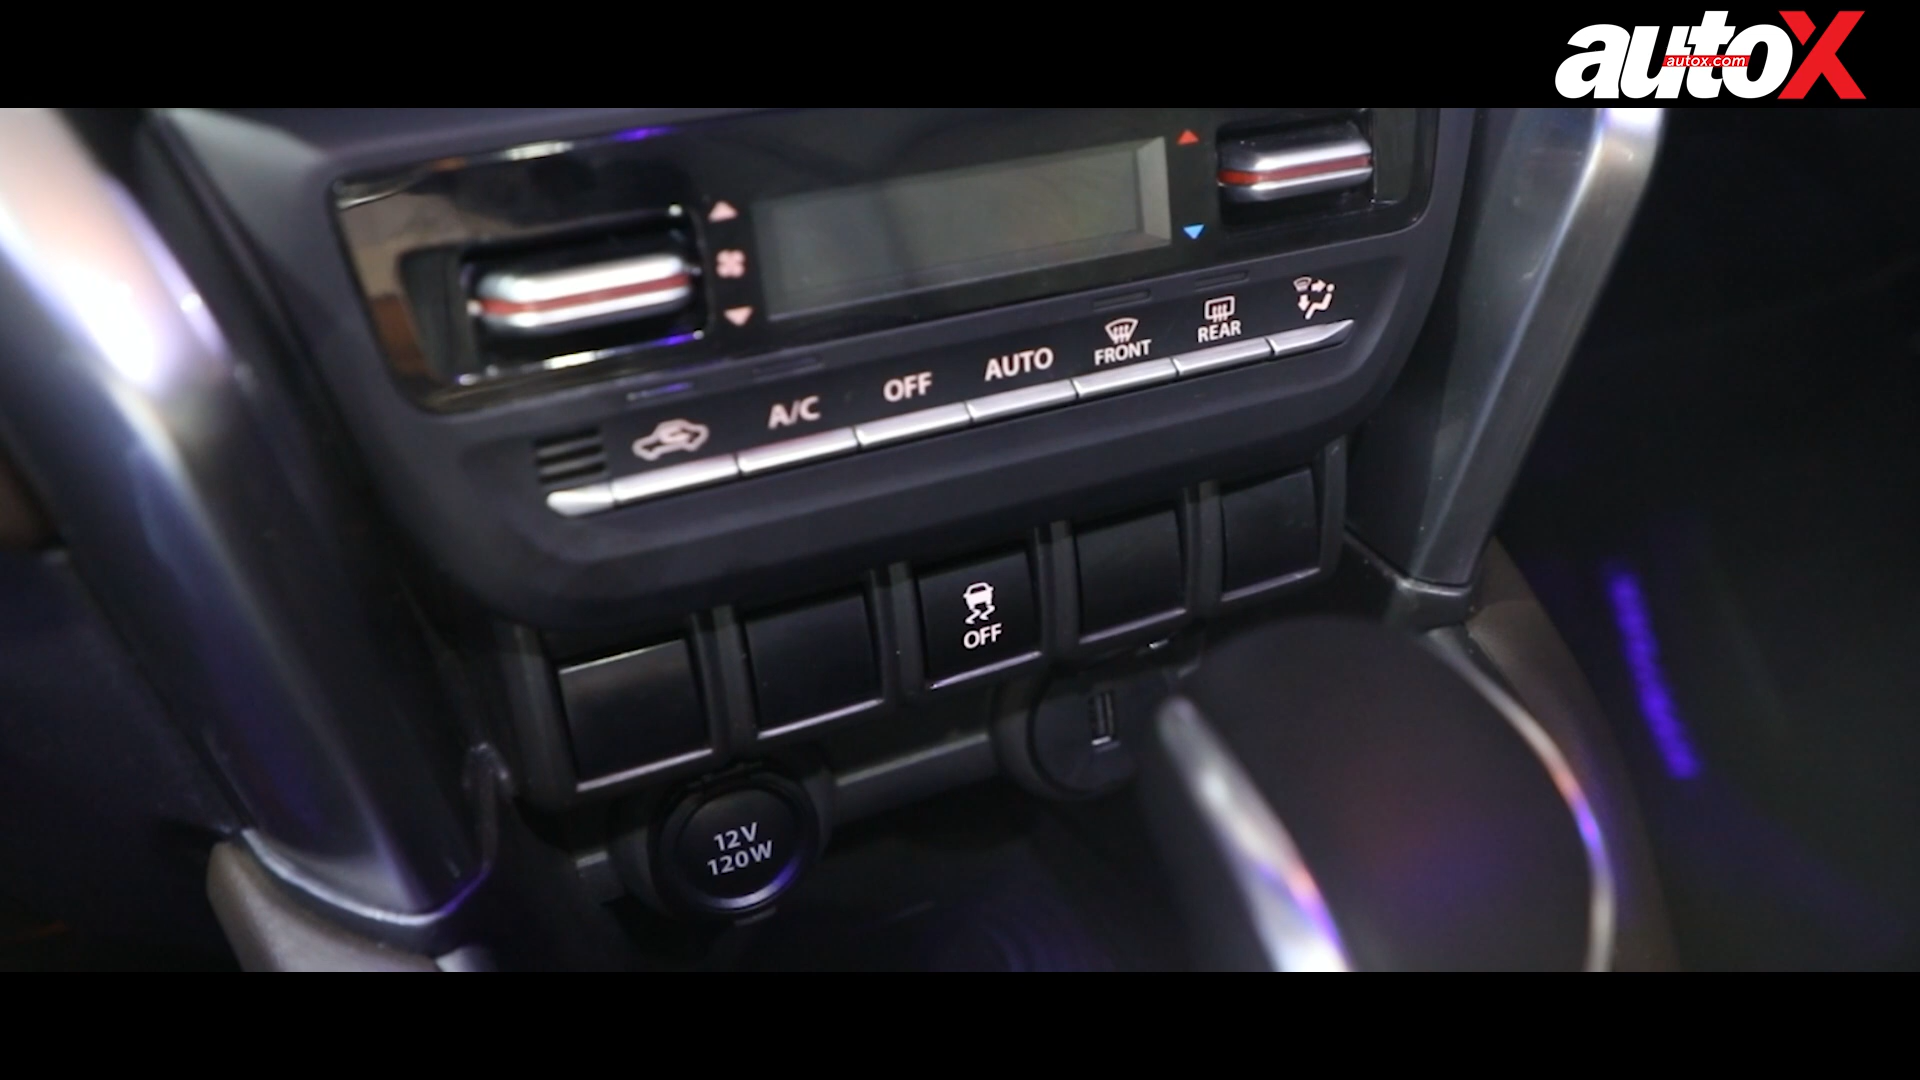 autoX
autox.com
A/C
OFF
AUTO
FRONT
REAR
OFF
12V
120W